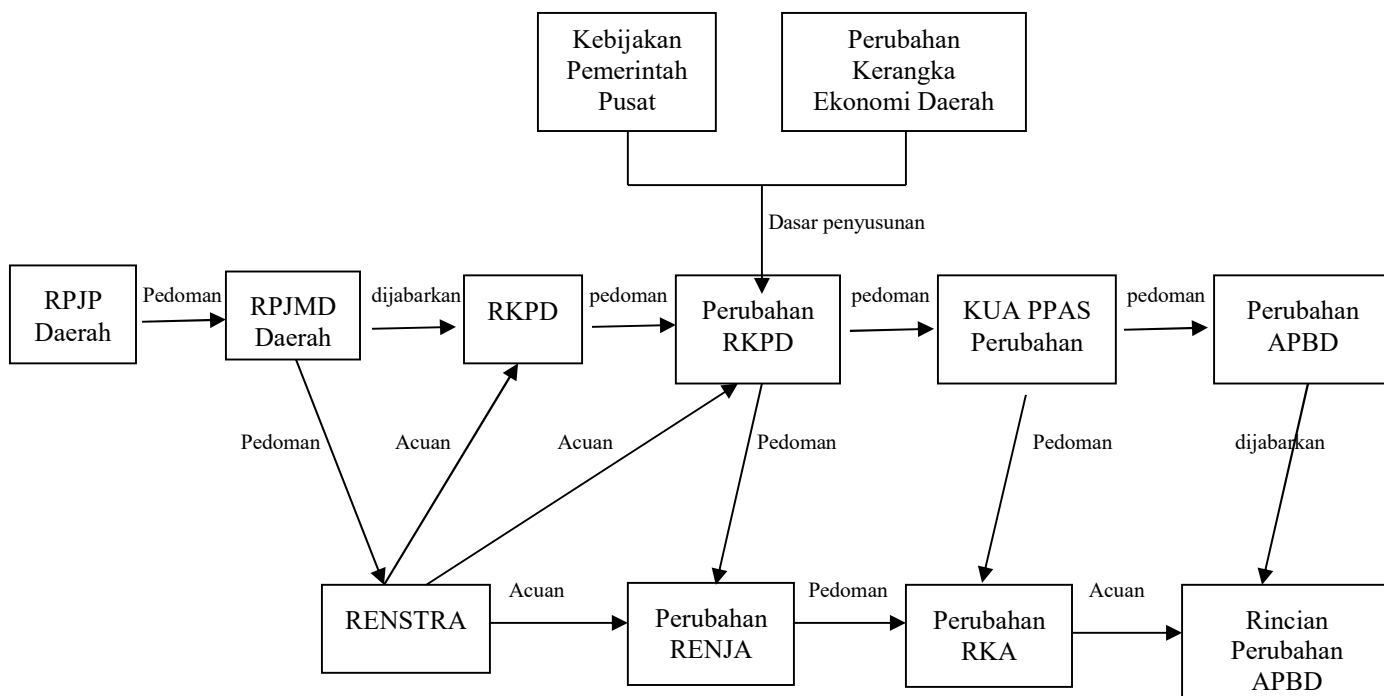 Kebijakan
Pemerintah
Pusat
Perubahan
Kerangka
Ekonomi Daerah
Dasar penyusunan
RPJP
Daerah
Pedoman
RPJMD
Daerah
dijabarkan
RKPD
pedoman
Perubahan
RKPD
pedoman
KUA PPAS
Perubahan
pedoman
Perubahan
APBD
Pedoman
Acuan
Acuan
Pedoman
Pedoman
dijabarkan
RENSTRA
Acuan
Perubahan
RENJA
Pedoman
Perubahan
RKA
Acuan
Rincian
Perubahan
APBD